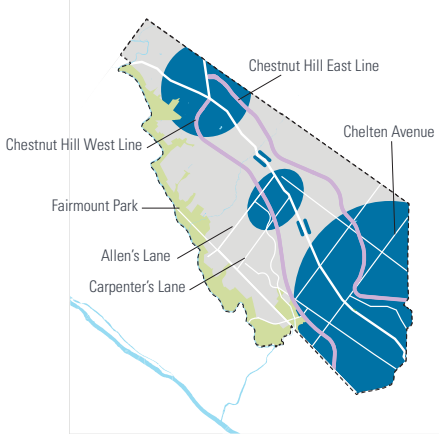 Chestnut Hill East Line
Chelten Avenue
Chestnut Hill West Line
Fairmount Park
Allen's Lane
Carpenter's Lane